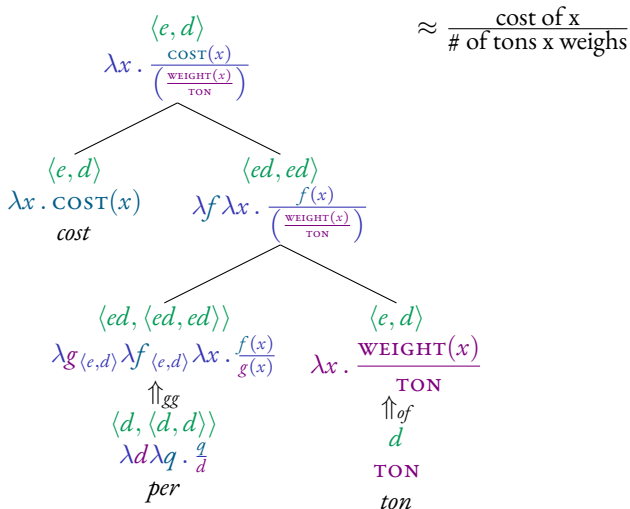 ⟨e, d⟩
λx . COST(x) / (WEIGHT(x) / TON)
≈ cost of x / # of tons x weighs
⟨e, d⟩
λx . COST(x)
cost
⟨ed, ed⟩
λf λx . f(x) / (WEIGHT(x) / TON)
⟨ed, ⟨ed, ed⟩⟩
λg⟨e,d⟩ λf⟨e,d⟩ λx . f(x) / g(x)
⇑gg
⟨d, ⟨d, d⟩⟩
λdλq . q / d
per
⟨e, d⟩
λx . WEIGHT(x) / TON
⇑of
d
TON
ton